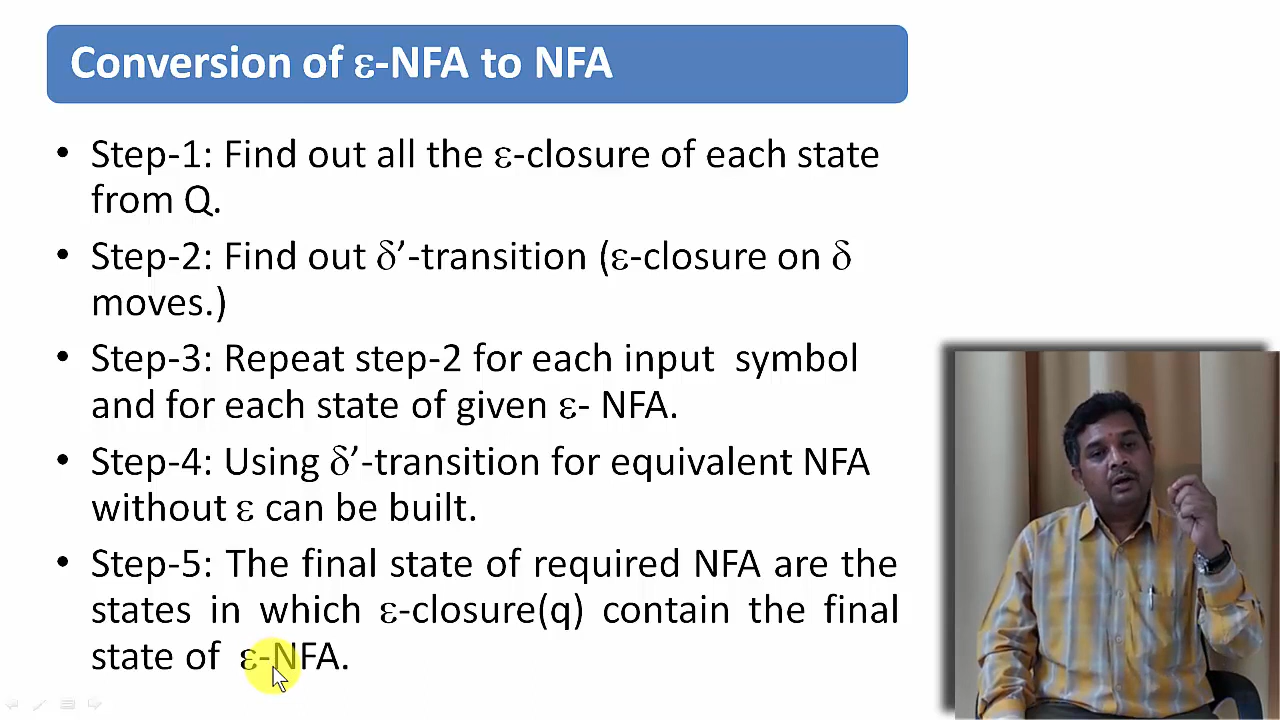 Conversion of ε-NFA to NFA
• Step-1: Find out all the ε-closure of each state
from Q.
• Step-2: Find out δ’-transition (ε-closure on δ
moves.)
• Step-3: Repeat step-2 for each input symbol
and for each state of given ε- NFA.
• Step-4: Using δ’-transition for equivalent NFA
without ε can be built.
• Step-5: The final state of required NFA are the
states in which ε-closure(q) contain the final
state of ε-NFA.